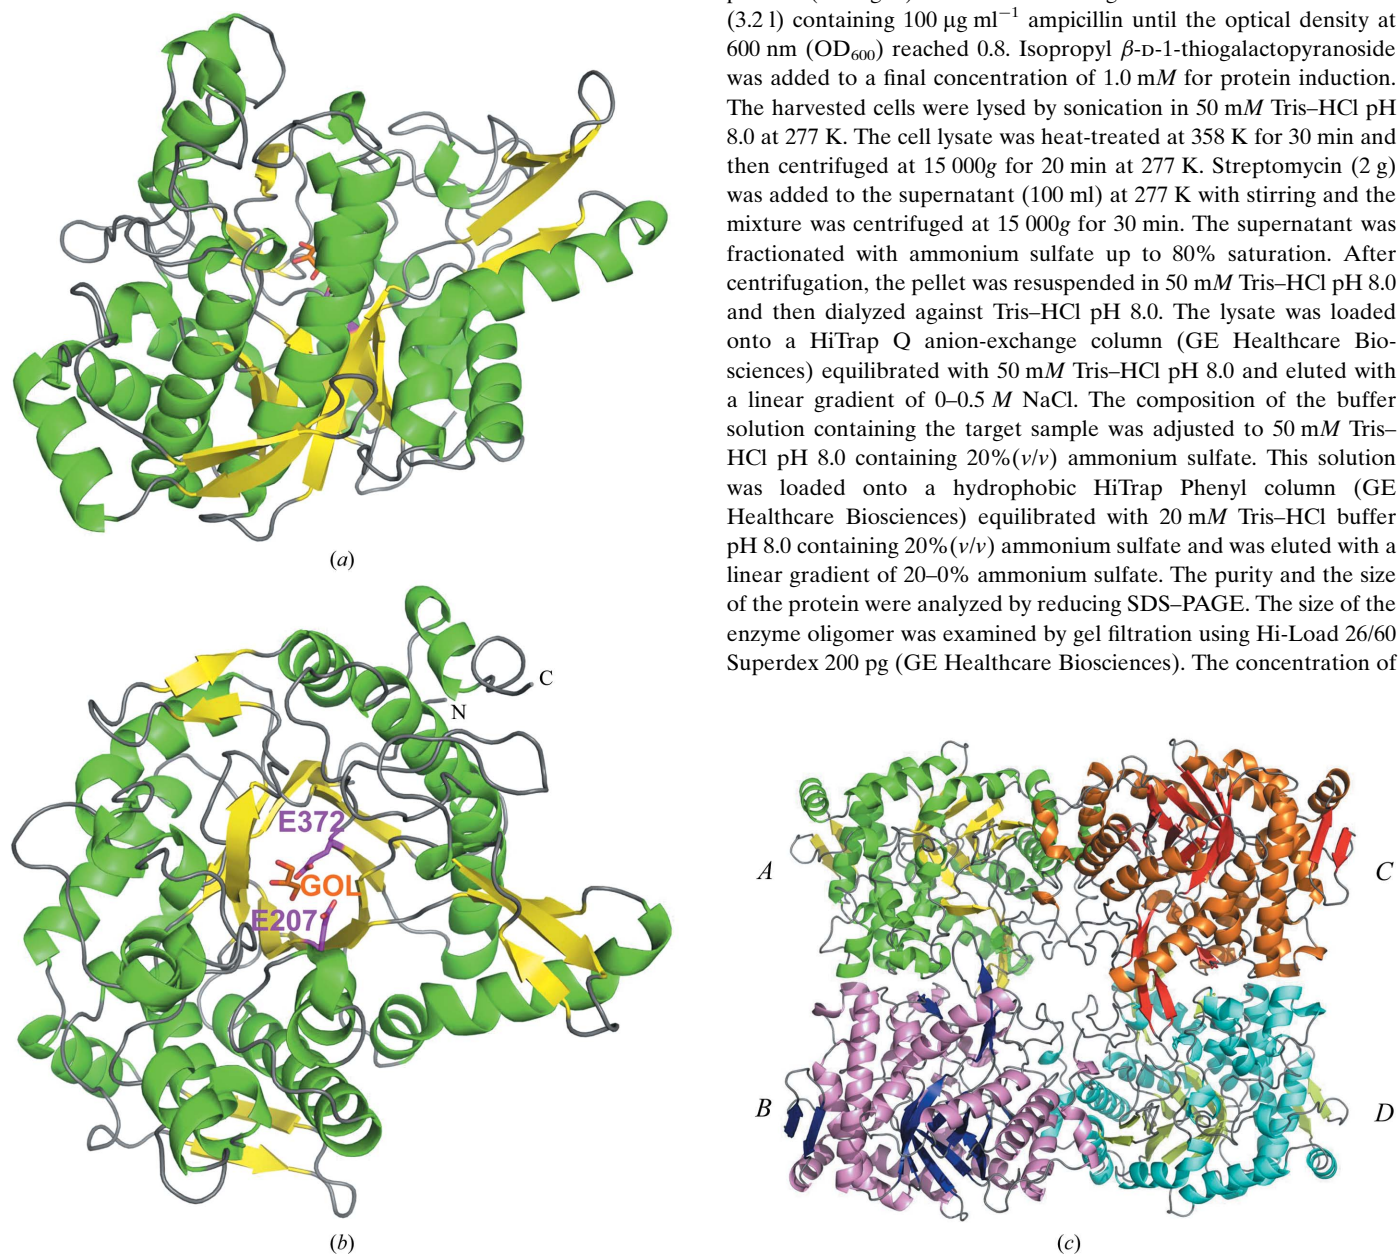 (3.2 l) containing 100 µg ml⁻¹ ampicillin until the optical density at
600 nm (OD₆₀₀) reached 0.8. Isopropyl β-D-1-thiogalactopyranoside
was added to a final concentration of 1.0 mM for protein induction.
The harvested cells were lysed by sonication in 50 mM Tris–HCl pH
8.0 at 277 K. The cell lysate was heat-treated at 358 K for 30 min and
then centrifuged at 15 000g for 20 min at 277 K. Streptomycin (2 g)
was added to the supernatant (100 ml) at 277 K with stirring and the
mixture was centrifuged at 15 000g for 30 min. The supernatant was
fractionated with ammonium sulfate up to 80% saturation. After
centrifugation, the pellet was resuspended in 50 mM Tris–HCl pH 8.0
and then dialyzed against Tris–HCl pH 8.0. The lysate was loaded
onto a HiTrap Q anion-exchange column (GE Healthcare Bio-
sciences) equilibrated with 50 mM Tris–HCl pH 8.0 and eluted with
a linear gradient of 0–0.5 M NaCl. The composition of the buffer
solution containing the target sample was adjusted to 50 mM Tris–
HCl pH 8.0 containing 20%(v/v) ammonium sulfate. This solution
was loaded onto a hydrophobic HiTrap Phenyl column (GE
Healthcare Biosciences) equilibrated with 20 mM Tris–HCl buffer
pH 8.0 containing 20%(v/v) ammonium sulfate and was eluted with a
linear gradient of 20–0% ammonium sulfate. The purity and the size
of the protein were analyzed by reducing SDS–PAGE. The size of the
enzyme oligomer was examined by gel filtration using Hi-Load 26/60
Superdex 200 pg (GE Healthcare Biosciences). The concentration of
(a)
C
N
E372
GOL
E207
(b)
A
C
B
D
(c)